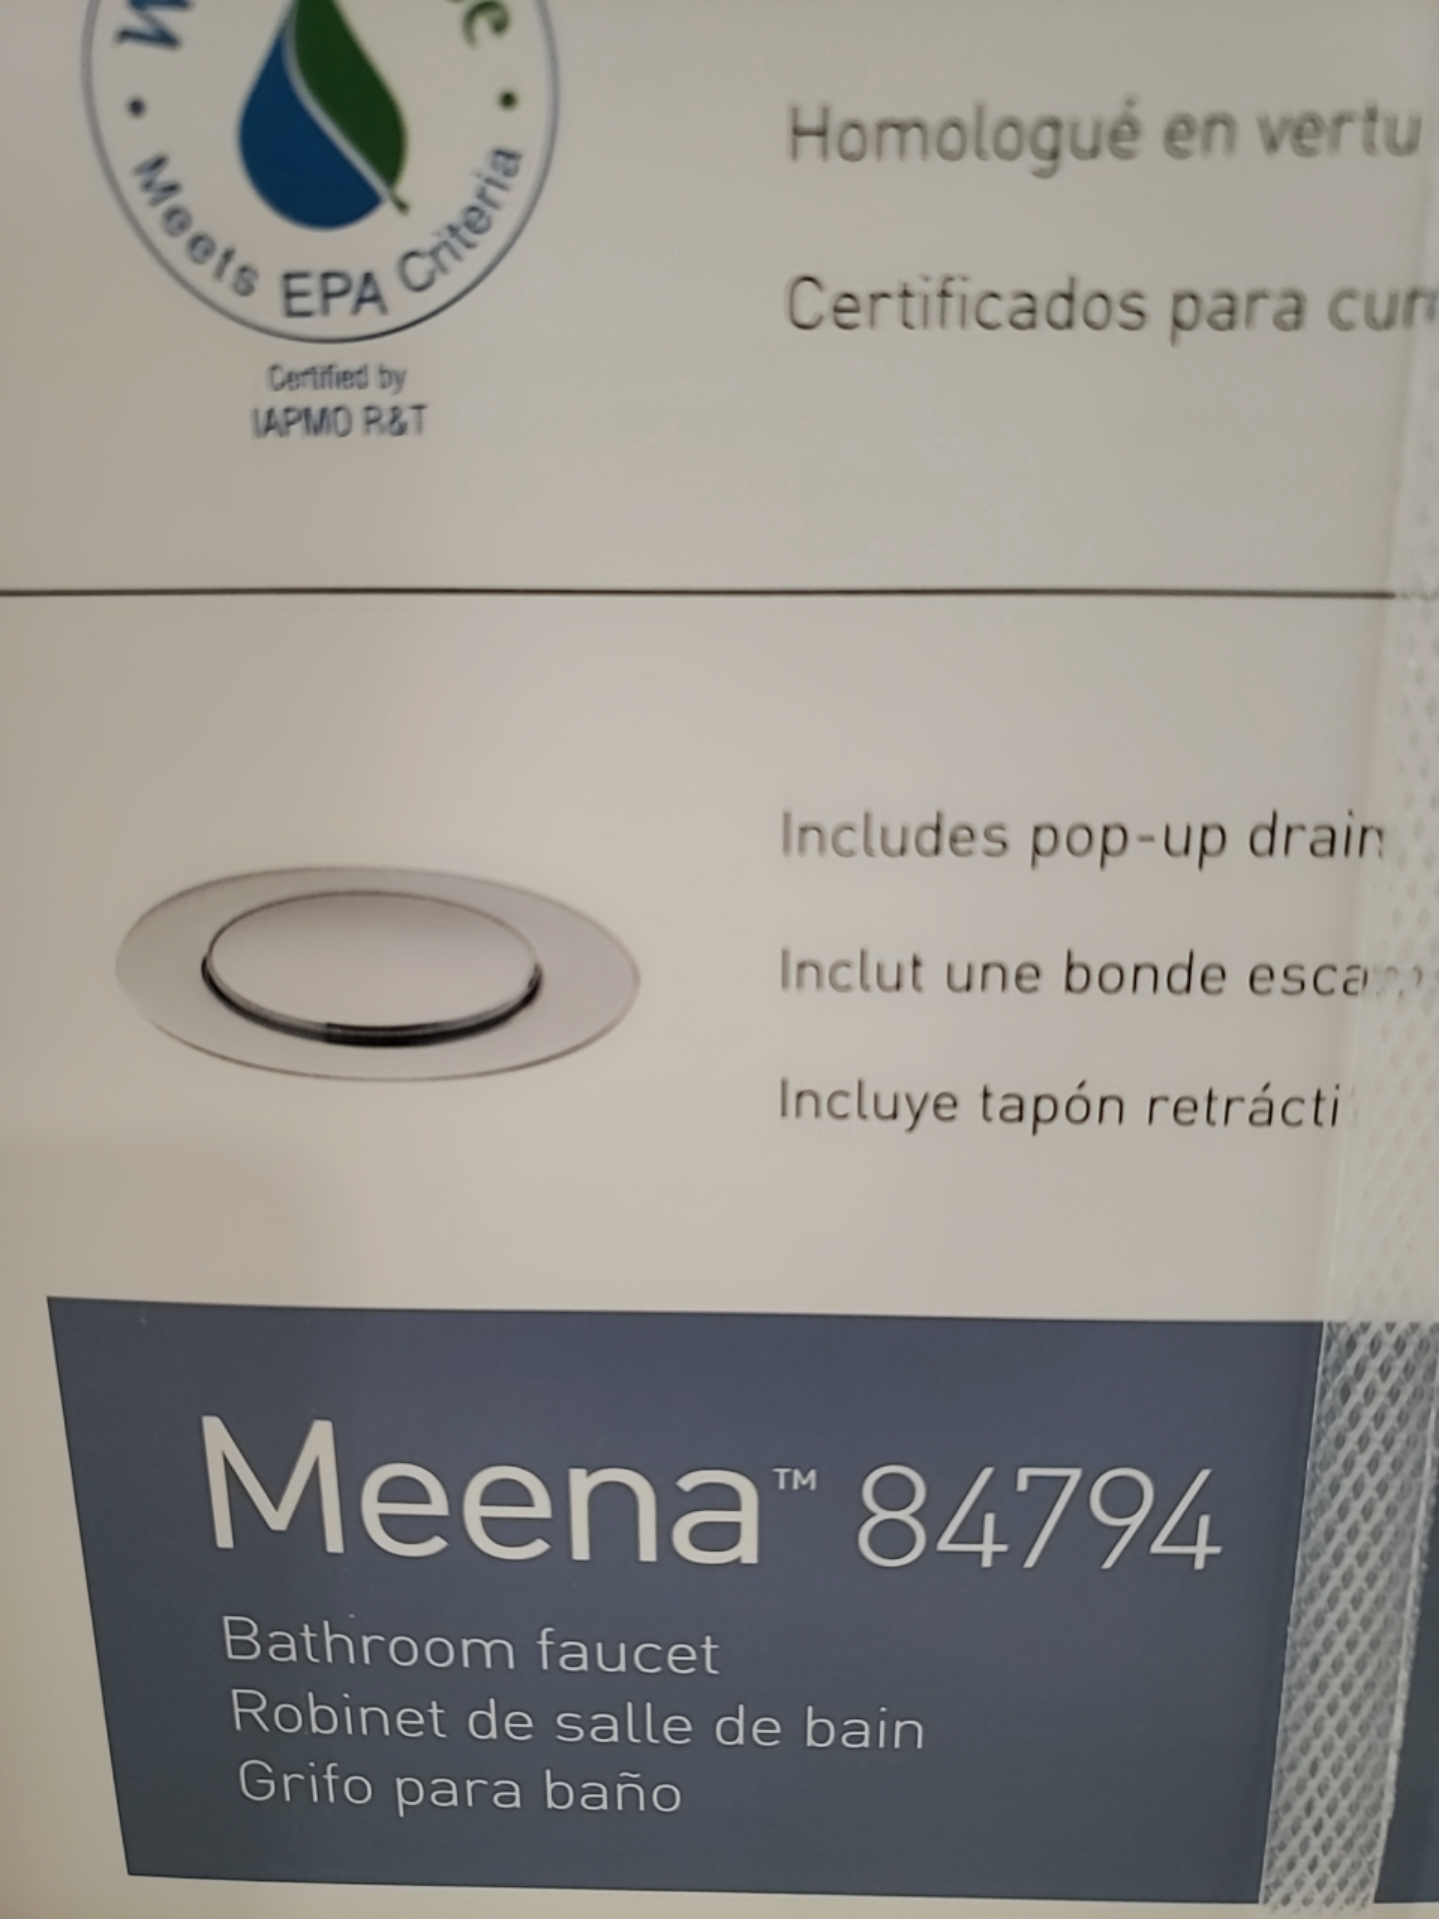 Meets EPA Criteria
Certified by
IAPMO R&T
Homologué en vertu
Certificados para
Includes pop-up drain
Inclut une bonde
Incluye tapón
Meena™ 84794
Bathroom faucet
Robinet de salle de bain
Grifo para baño